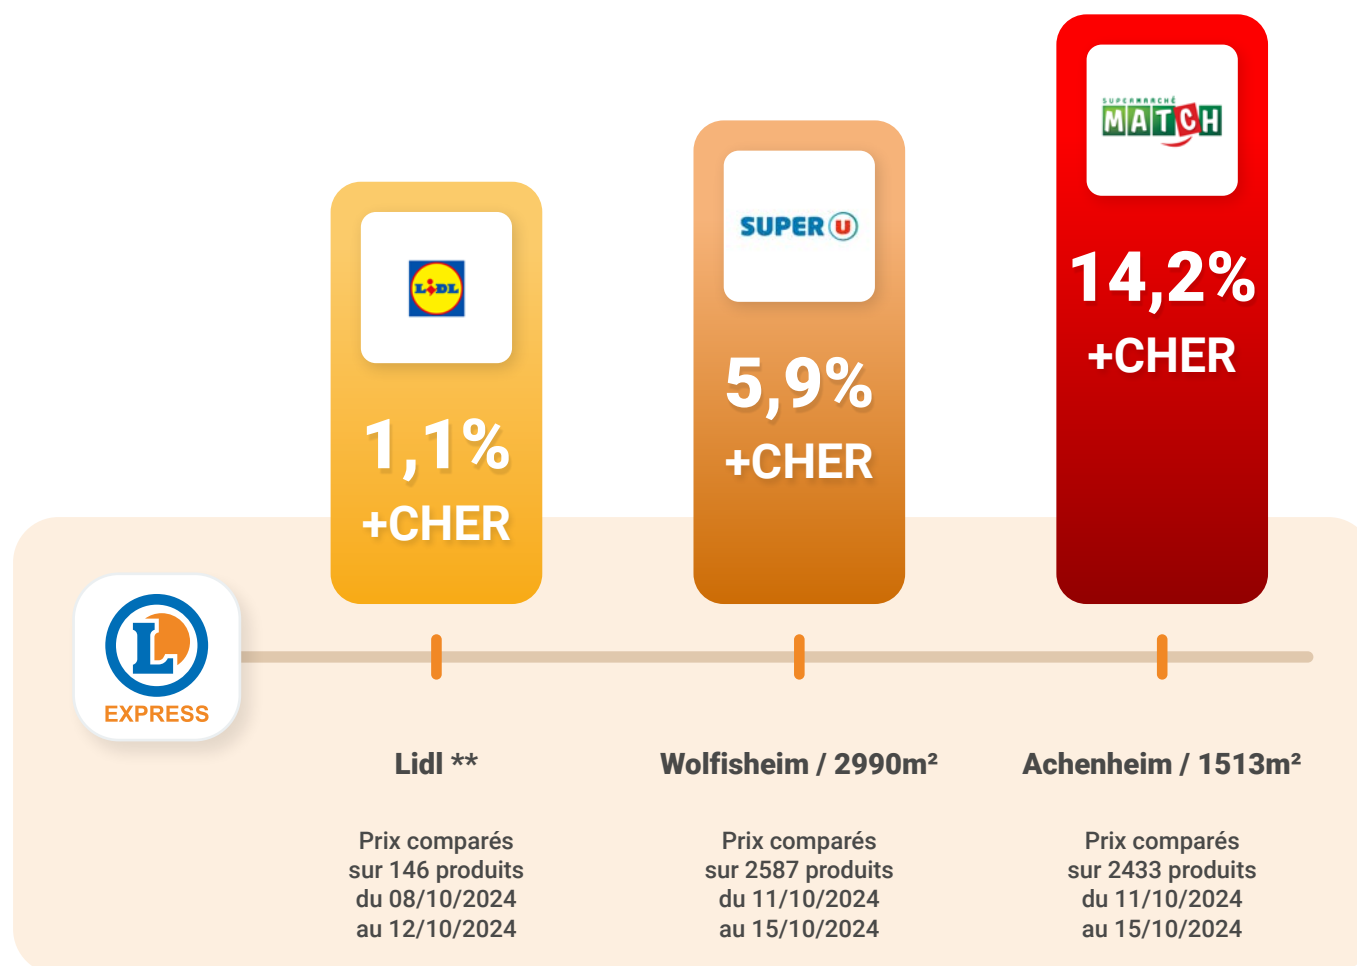 SUPERMARCHÉ
MATCH
14,2%
+CHER
SUPER U
5,9%
+CHER
LIDL
1,1%
+CHER
L
EXPRESS
Lidl **
Prix comparés
sur 146 produits
du 08/10/2024
au 12/10/2024
Wolfisheim / 2990m²
Prix comparés
sur 2587 produits
du 11/10/2024
au 15/10/2024
Achenheim / 1513m²
Prix comparés
sur 2433 produits
du 11/10/2024
au 15/10/2024